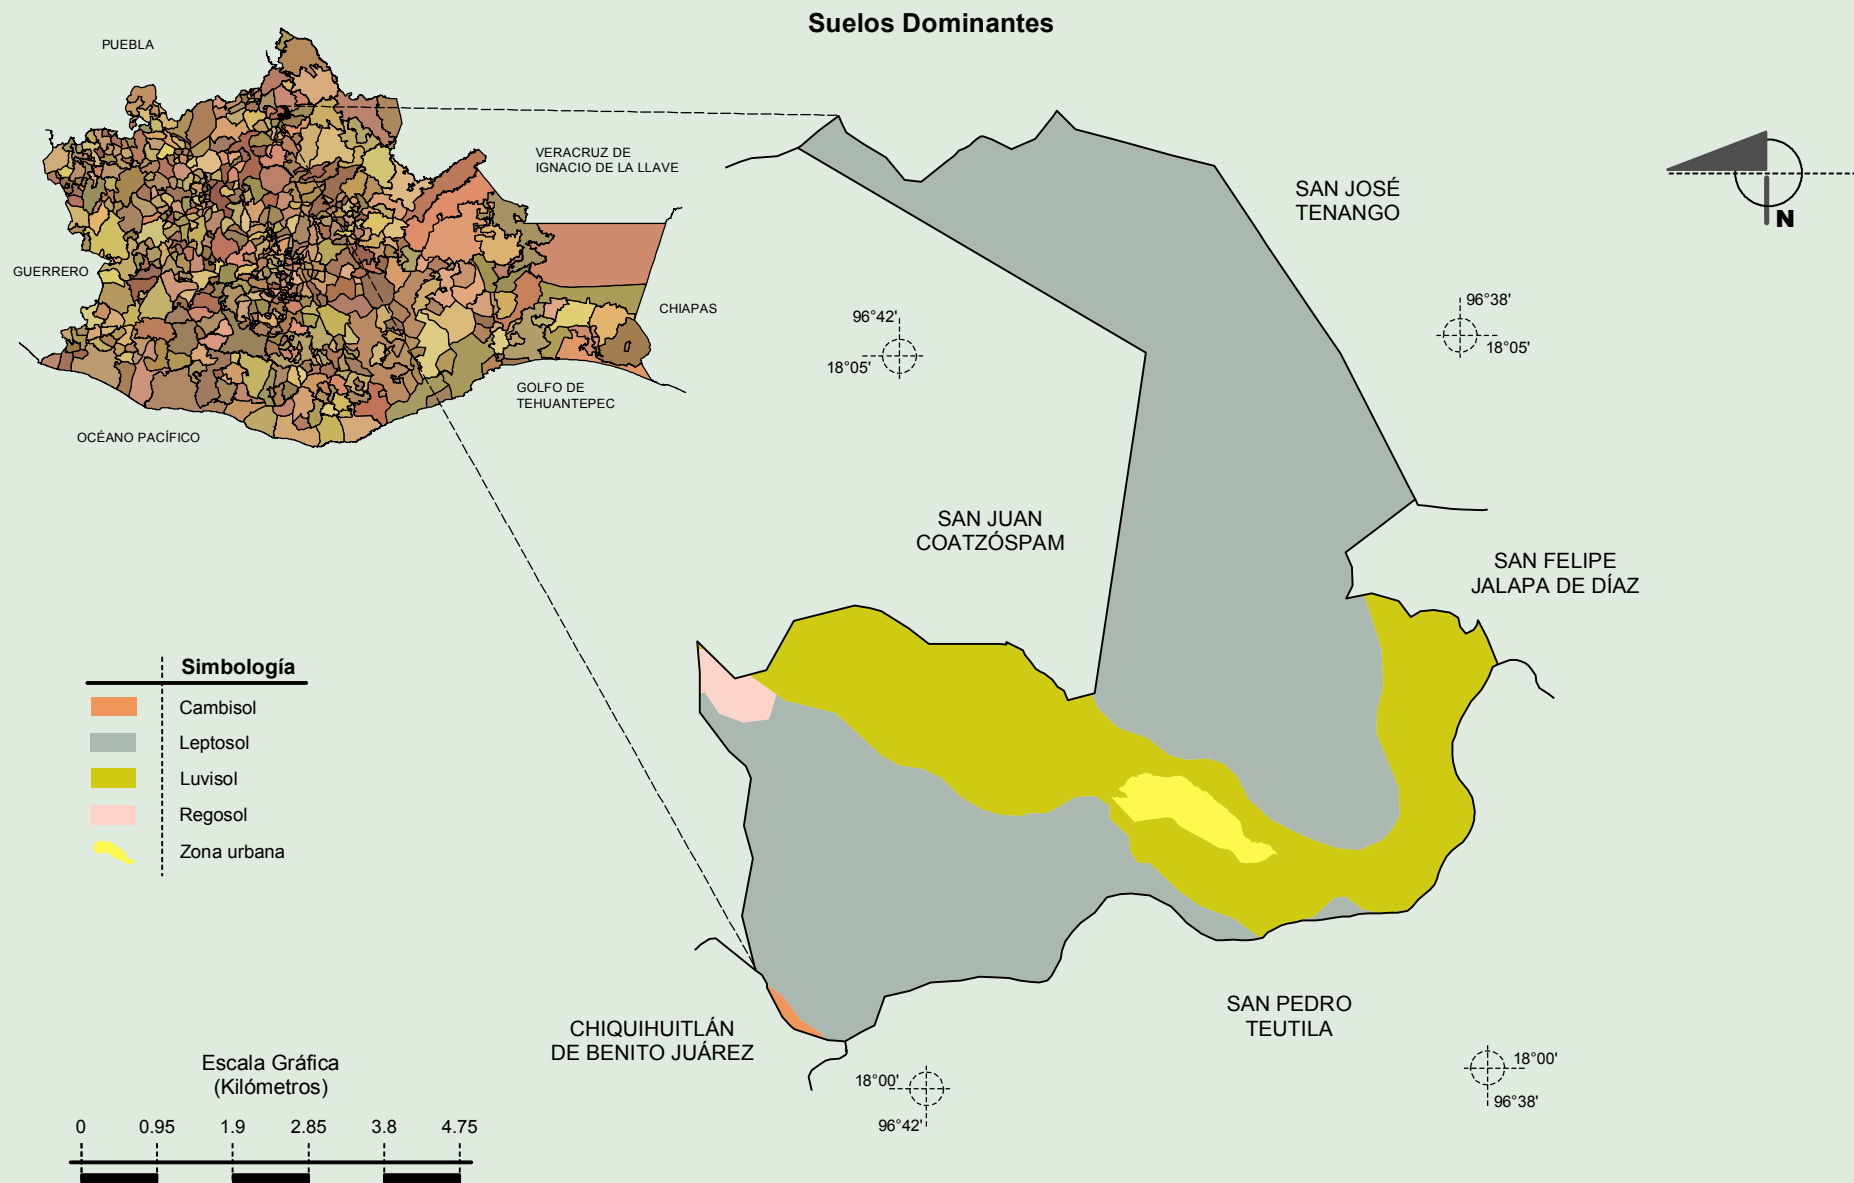 Suelos Dominantes
PUEBLA
VERACRUZ DE
IGNACIO DE LA LLAVE
GUERRERO
CHIAPAS
GOLFO DE
TEHUANTEPEC
OCÉANO PACÍFICO
SAN JOSÉ
TENANGO
N
96°42'
18°05'
96°38'
18°05'
SAN JUAN
COATZÓSPAM
SAN FELIPE
JALAPA DE DÍAZ
Simbología
Cambisol
Leptosol
Luvisol
Regosol
Zona urbana
CHIQUIHUITLÁN
DE BENITO JUÁREZ
SAN PEDRO
TEUTILA
18°00'
96°42'
18°00'
96°38'
Escala Gráfica
(Kilómetros)
0 0.95 1.9 2.85 3.8 4.75